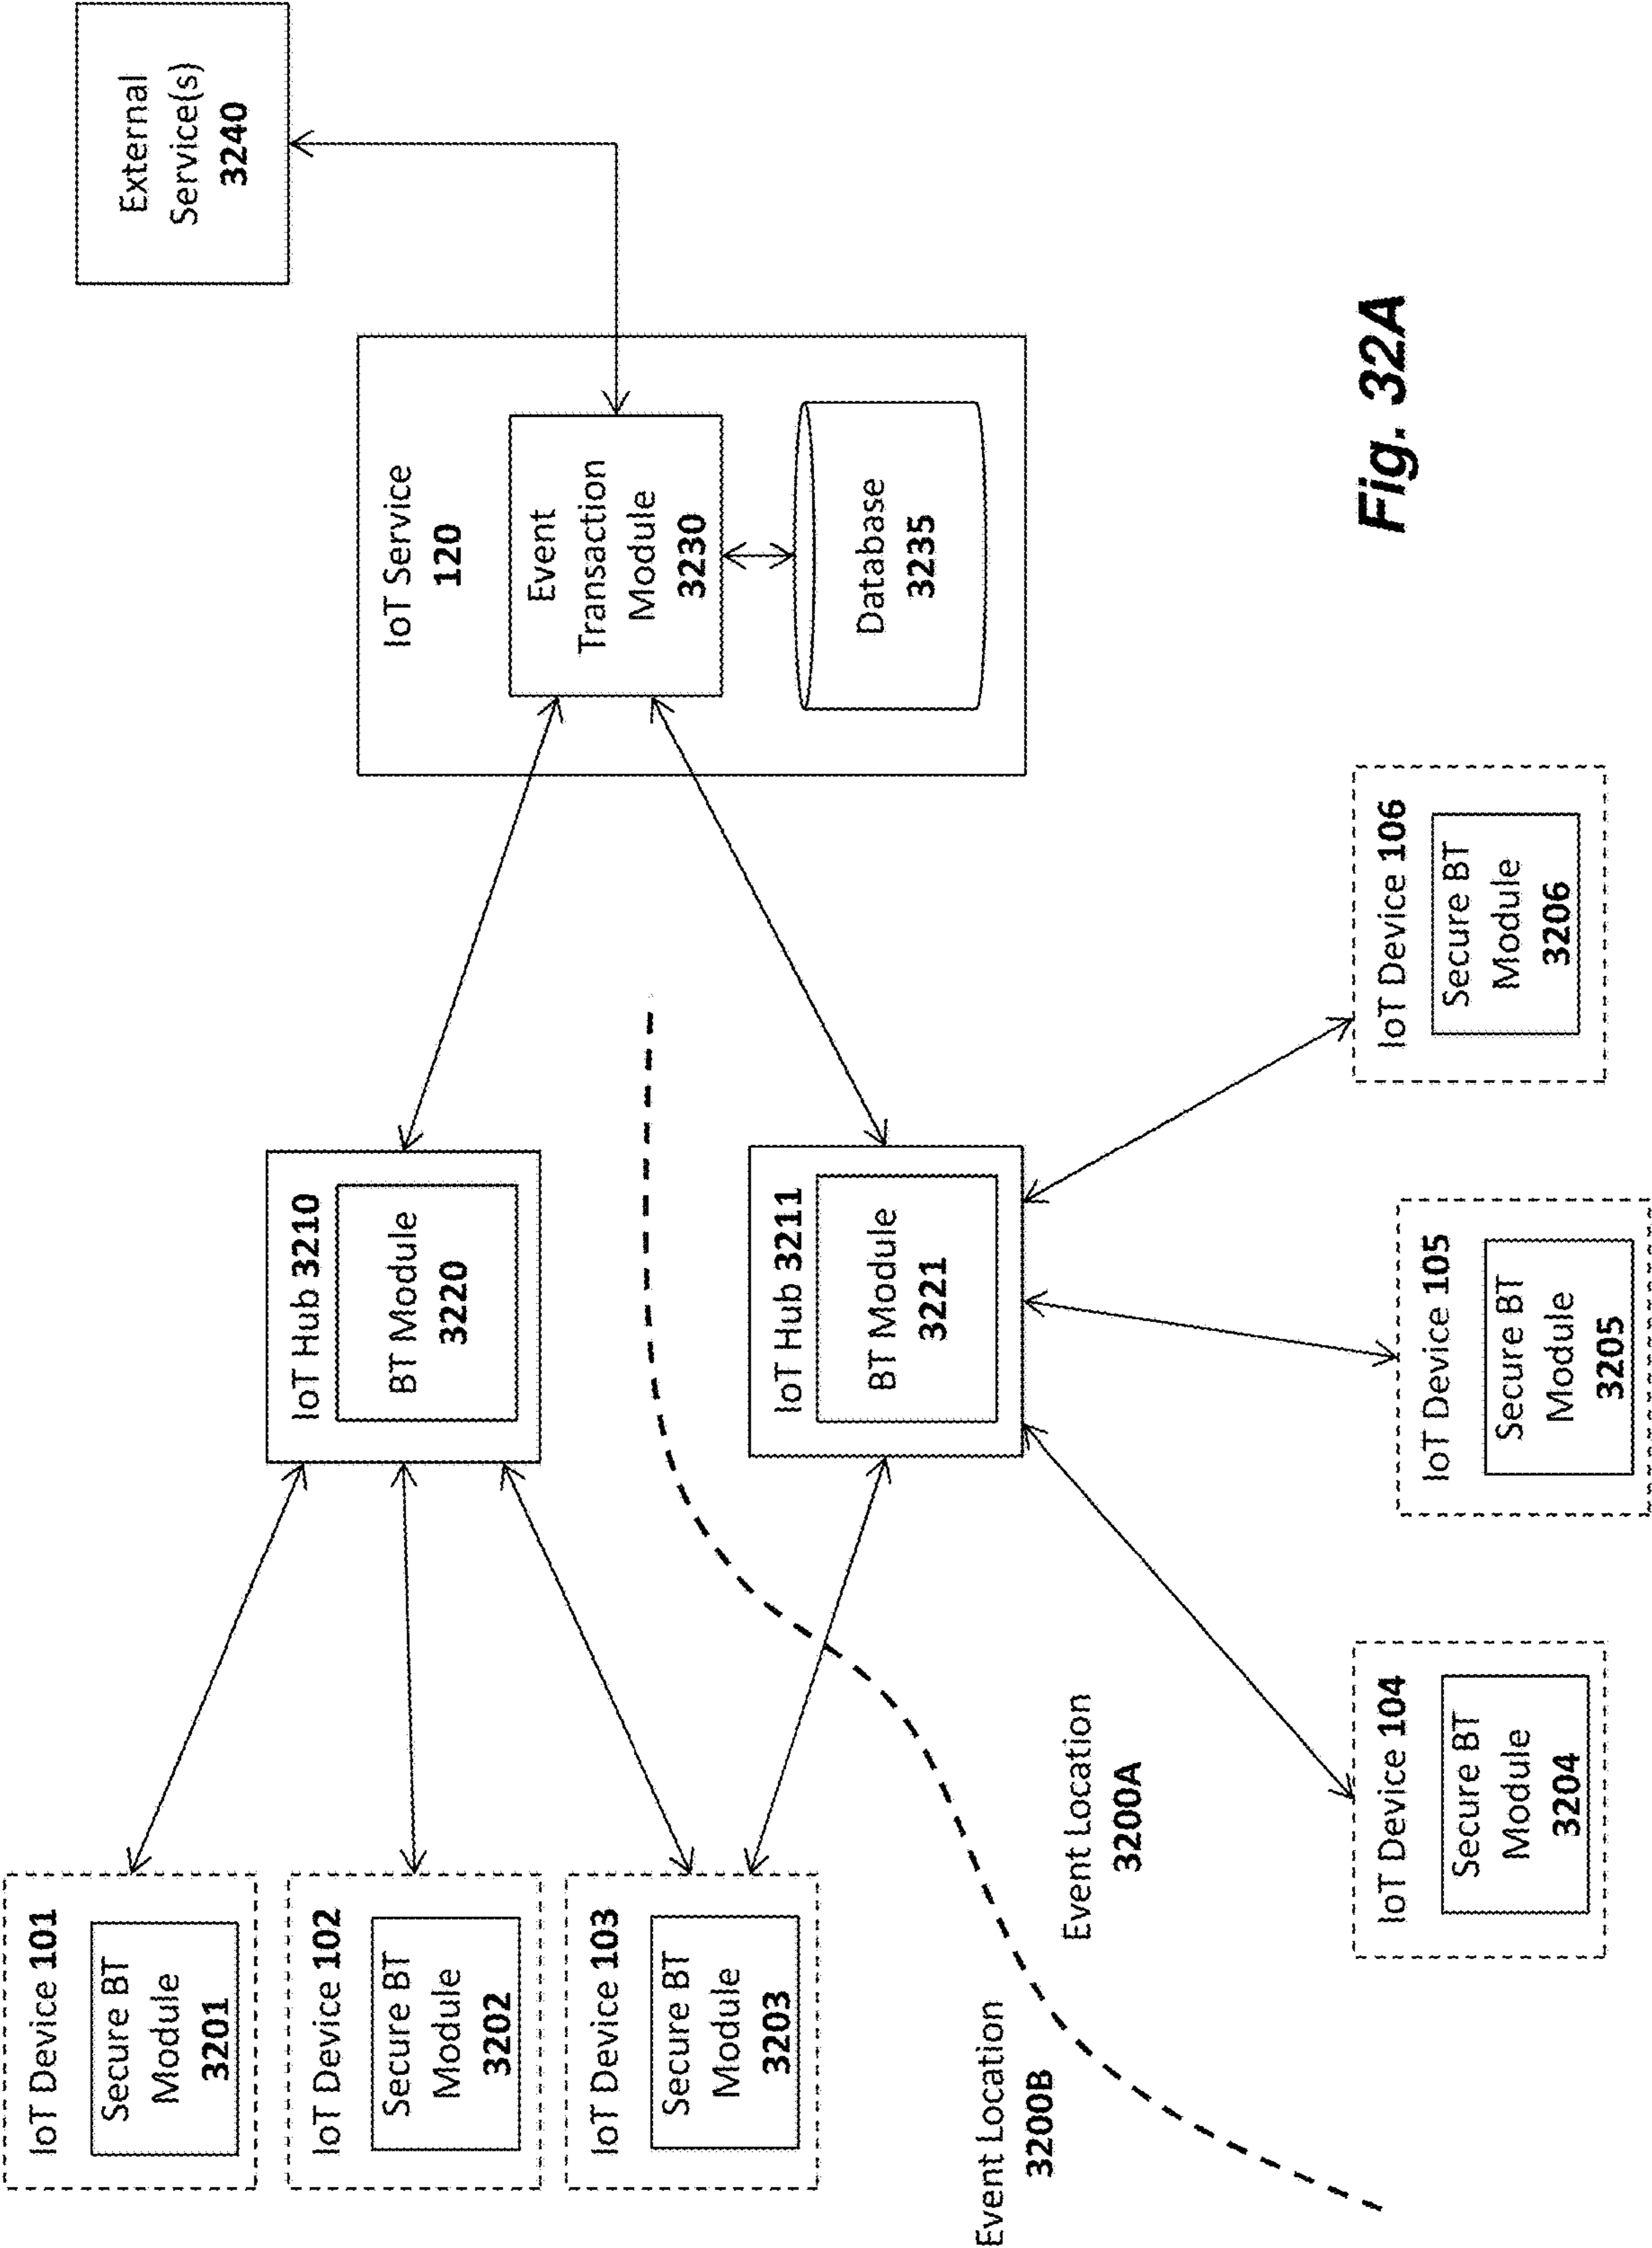 IoT Device 101
Secure BT
Module
3201
IoT Device 102
Secure BT
Module
3202
IoT Device 103
Secure BT
Module
3203
IoT Hub 3210
BT Module
3220
External
Service(s)
3240
IoT Service
120
Event
Transaction
Module
3230
Database
3235
IoT Hub 3211
BT Module
3221
Event Location
3200B
Event Location
3200A
IoT Device 104
Secure BT
Module
3204
IoT Device 105
Secure BT
Module
3205
IoT Device 106
Secure BT
Module
3206
Fig. 32A